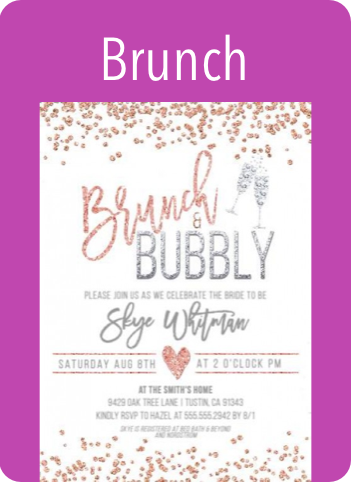 Brunch
Brunch
&
BUBBLY
PLEASE JOIN US AS WE CELEBRATE THE BRIDE TO BE
Skye Whitman
SATURDAY AUG 8TH AT 2 O'CLOCK PM
AT THE SMITH'S HOME
9429 OAK TREE LANE | TUSTIN, CA 91343
KINDLY RSVP TO HAZEL AT 555.555.2942 BY 8/1
SKYE IS REGISTERED AT BED BATH & BEYOND
AND NORDSTROM